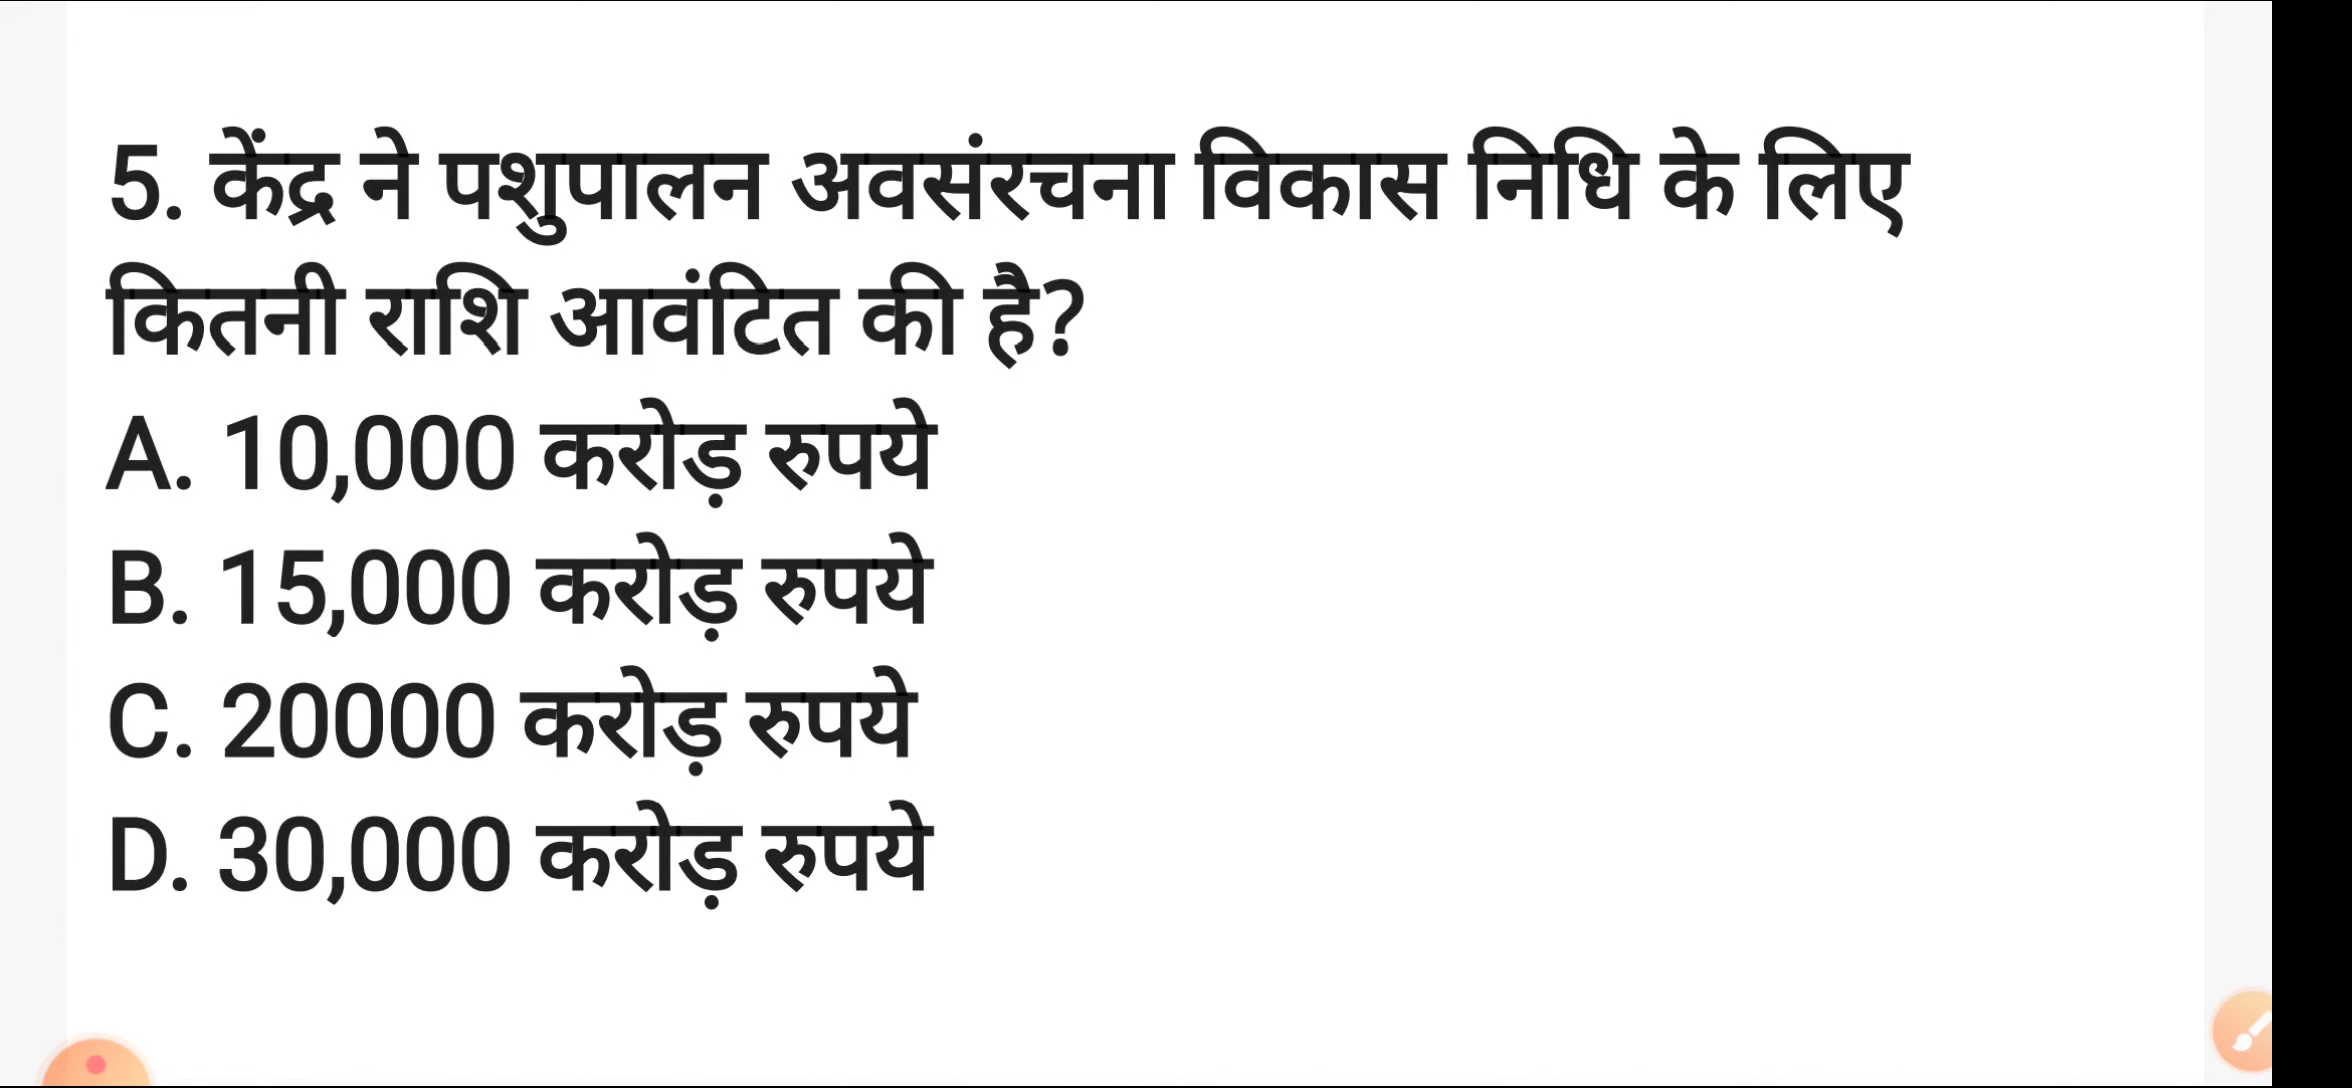 5. केंद्र ने पशुपालन अवसंरचना विकास निधि के लिए
कितनी राशि आवंटित की है?
A. 10,000 करोड़ रुपये
B. 15,000 करोड़ रुपये
C. 20000 करोड़ रुपये
D. 30,000 करोड़ रुपये